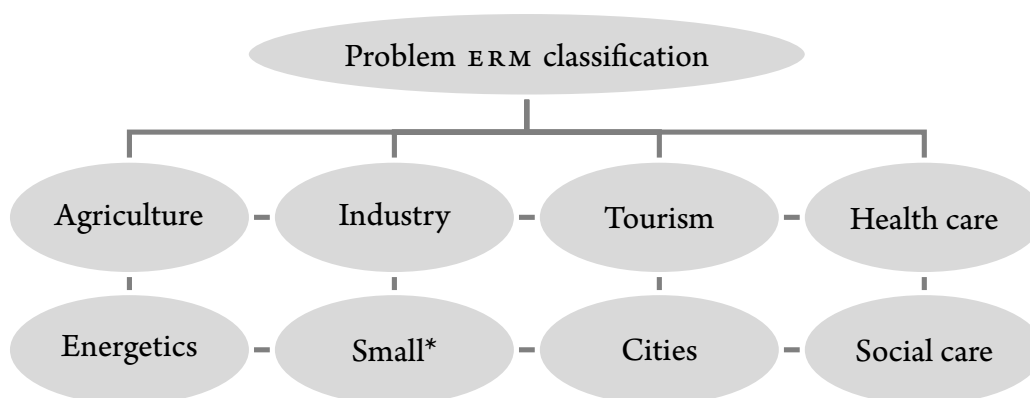 Problem ERM classification
Agriculture
Industry
Tourism
Health care
Energetics
Small*
Cities
Social care